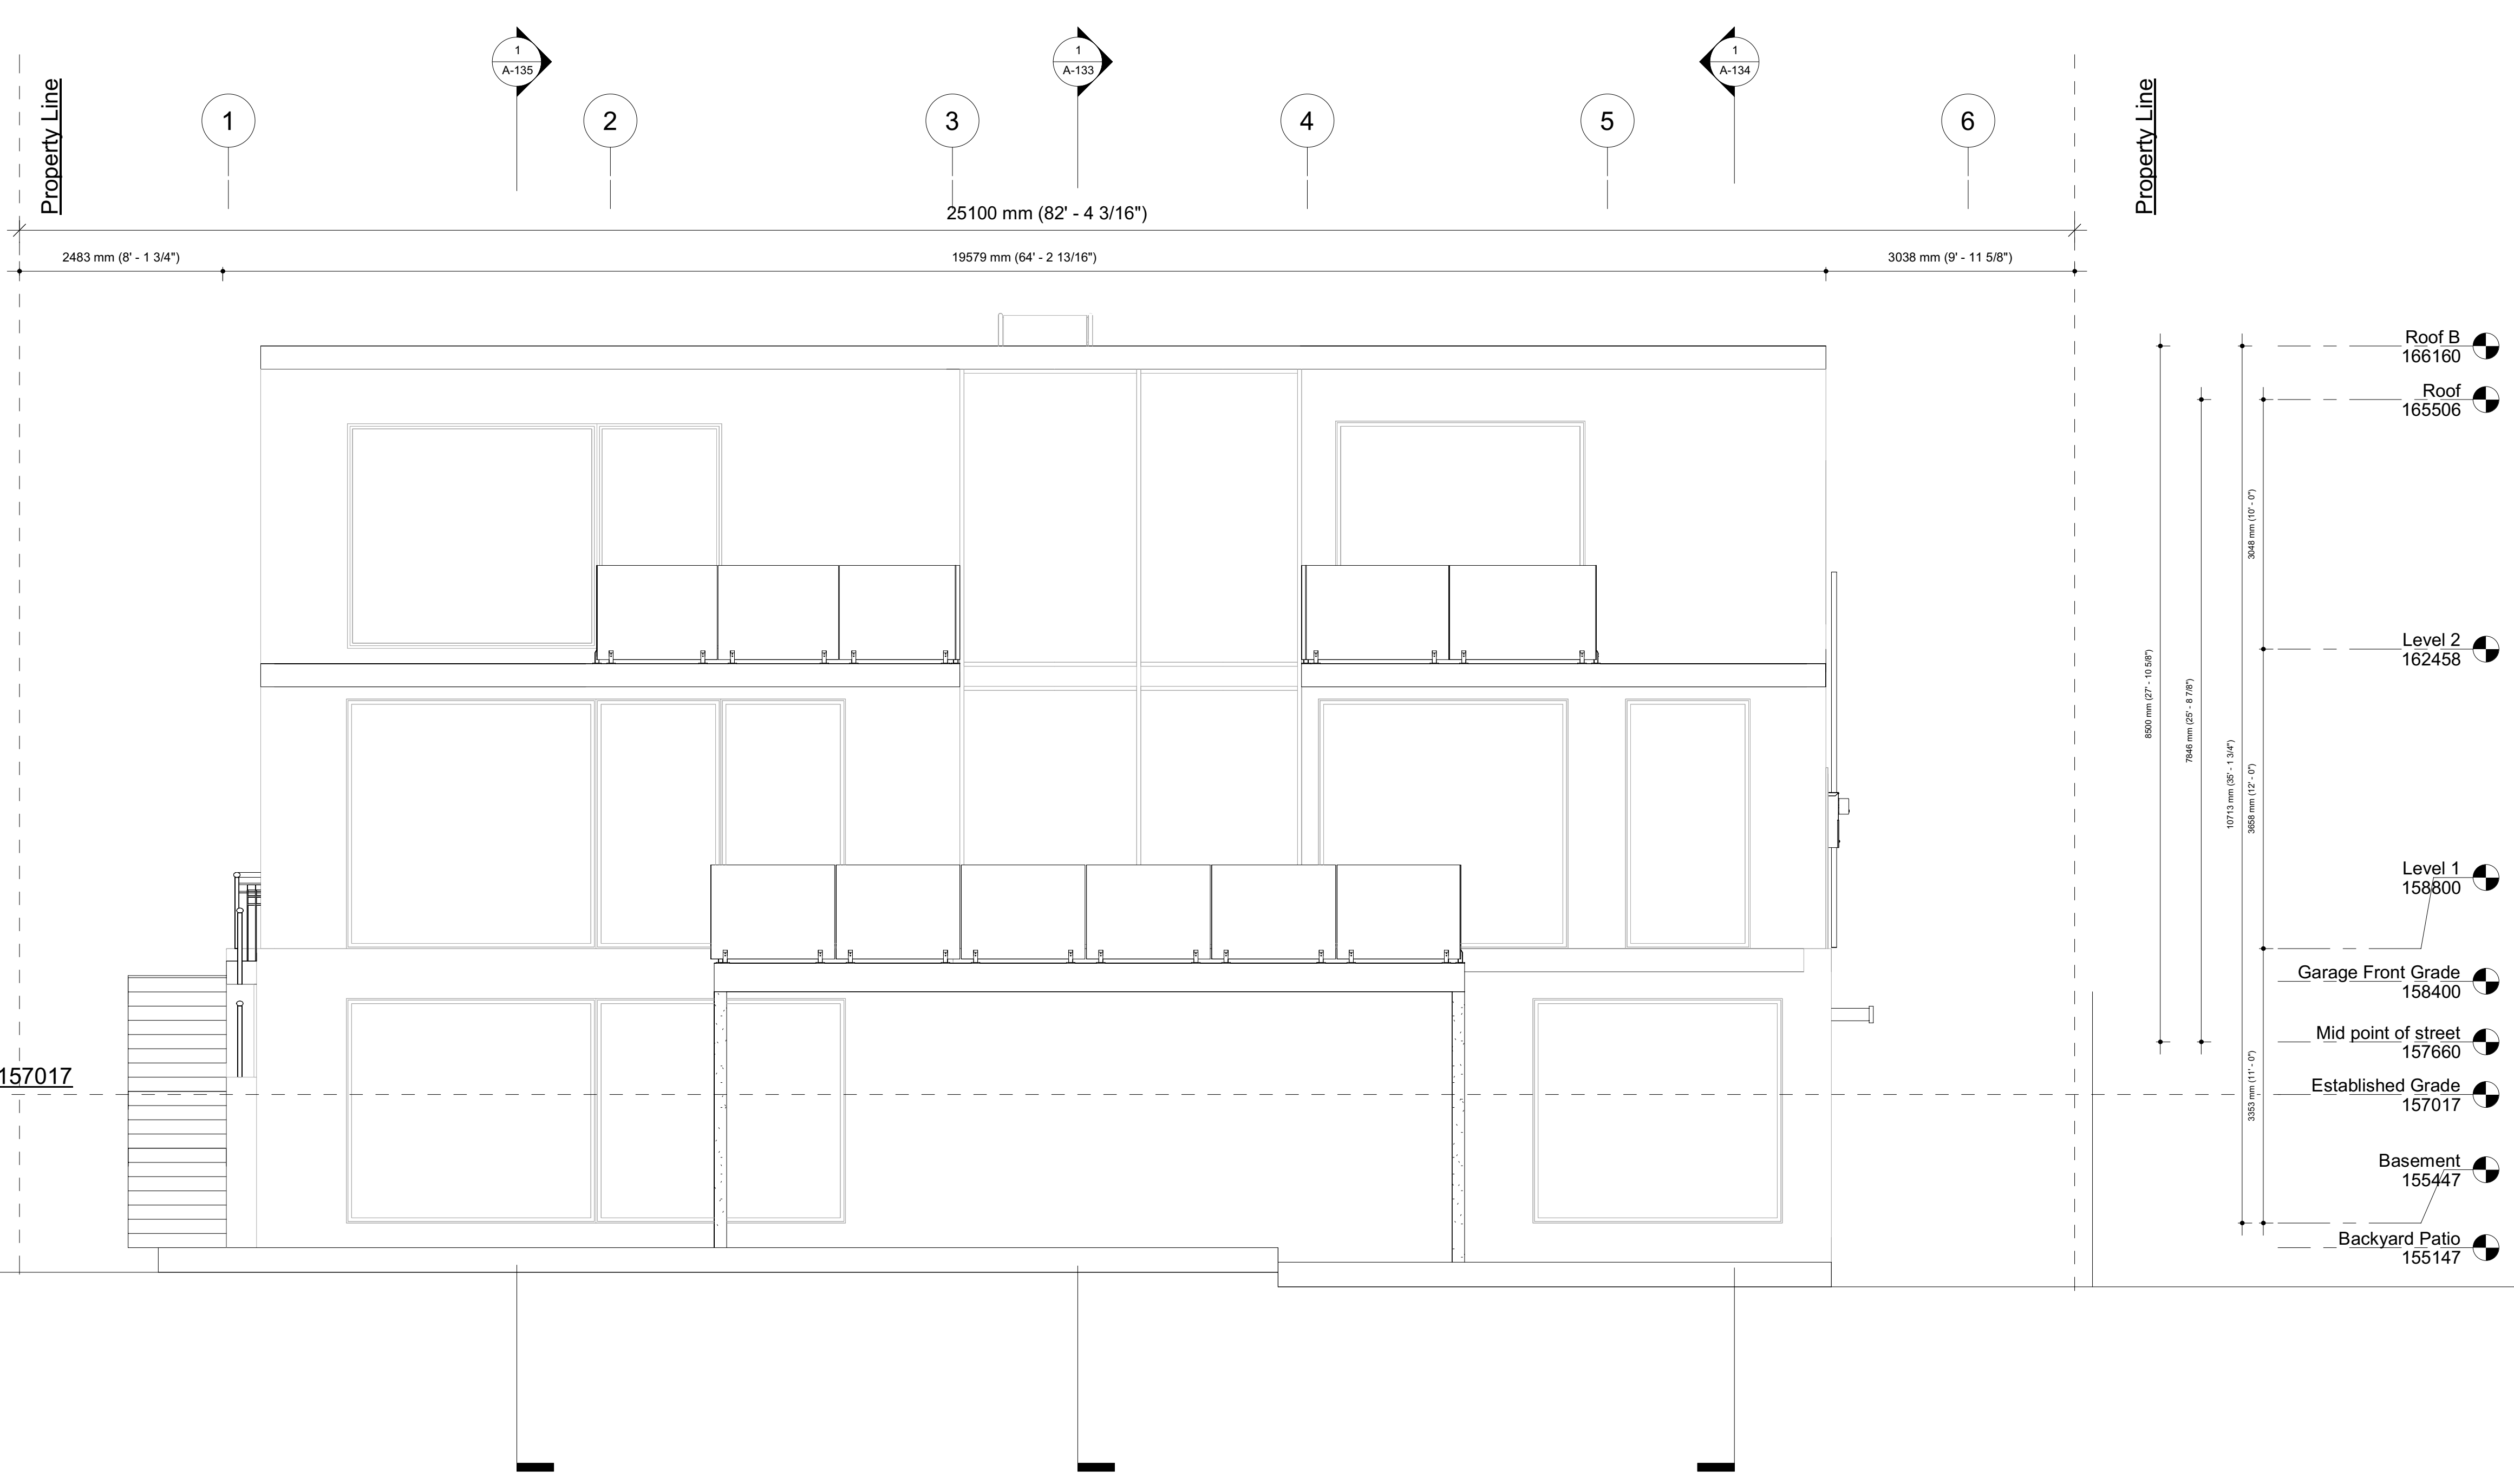 1
A-135
1
A-133
1
A-134
Property Line
1
2
3
4
5
6
Property Line
25100 mm (82' - 4 3/16")
2483 mm (8' - 1 3/4")
19579 mm (64' - 2 13/16")
3038 mm (9' - 11 5/8")
Roof B
166160
Roof
165506
3048 mm (10' - 0")
Level 2
162458
8500 mm (27' - 10 5/8")
7846 mm (25' - 8 7/8")
10713 mm (35' - 1 3/4")
3658 mm (12' - 0")
Level 1
158800
Garage Front Grade
158400
Mid point of street
157660
157017
3353 mm (11' - 0")
Established Grade
157017
Basement
155447
Backyard Patio
155147